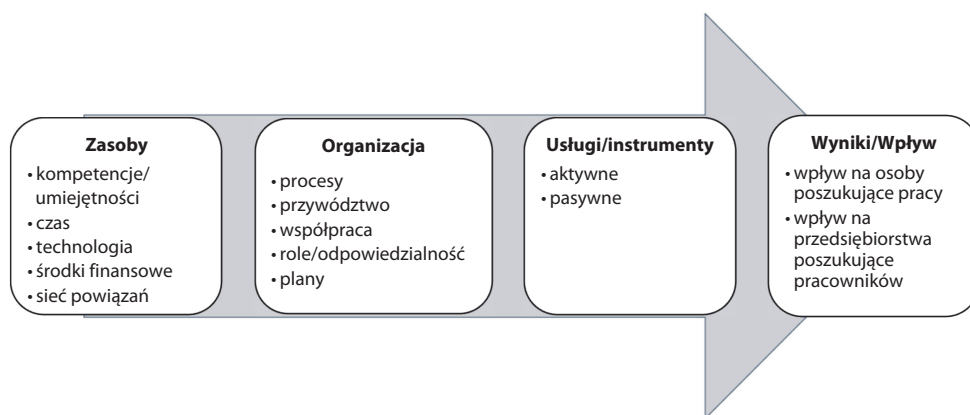 Zasoby
• kompetencje/
umiejętności
• czas
• technologia
• środki finansowe
• sieć powiązań
Organizacja
• procesy
• przywództwo
• współpraca
• role/odpowiedzialność
• plany
Usługi/instrumenty
• aktywne
• pasywne
Wyniki/Wpływ
• wpływ na osoby
poszukujące pracy
• wpływ na
przedsiębiorstwa
poszukujące
pracowników